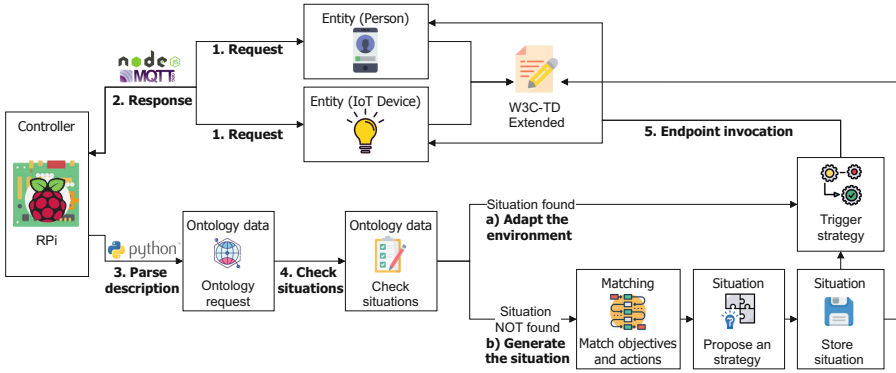 Entity (Person)
1. Request
node
JS
MQTT
2. Response
Entity (IoT Device)
1. Request
W3C-TD
Extended
5. Endpoint invocation
Controller
RPi
python
3. Parse
description
Ontology data
Ontology
request
4. Check
situations
Ontology data
Check
situations
Situation found
a) Adapt the
environment
Trigger
strategy
Situation
NOT found
b) Generate
the situation
Matching
Match objectives
and actions
Situation
Propose an
strategy
Situation
Store
situation